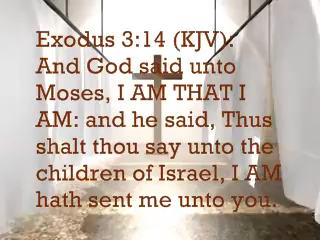 Exodus 3:14 (KJV):
And God said unto
Moses, I AM THAT I
AM: and he said, Thus
shalt thou say unto the
children of Israel, I AM
hath sent me unto you.